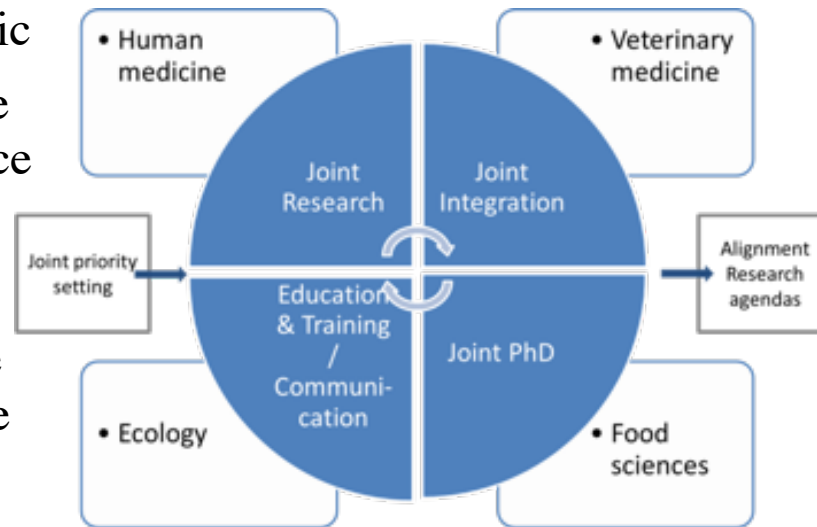 • Human
medicine
• Veterinary
medicine
Joint
Research
Joint
Integration
Joint priority
setting
Alignment
Research
agendas
Education
& Training
/
Communi-
cation
Joint PhD
• Ecology
• Food
sciences